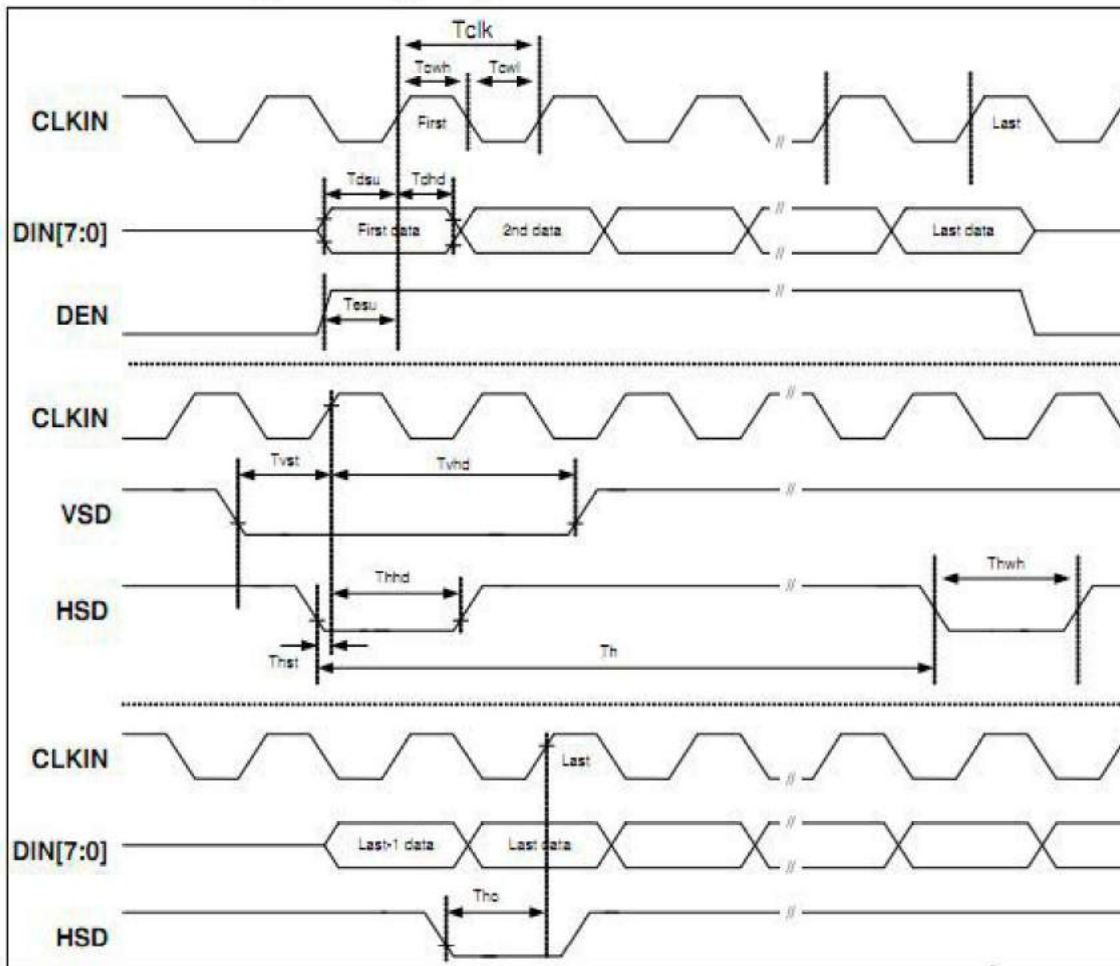 Tclk
Tcwh Tcwl
CLKIN First Last
Tdsu Tdhd
DIN[7:0] First data 2nd data // Last data
DEN Tesu //
CLKIN //
Tvst Tvhd
VSD //
HSD Thhd // Thwh
Thst Th
CLKIN Last //
DIN[7:0] Last-1 data Last data //
Tho
HSD //